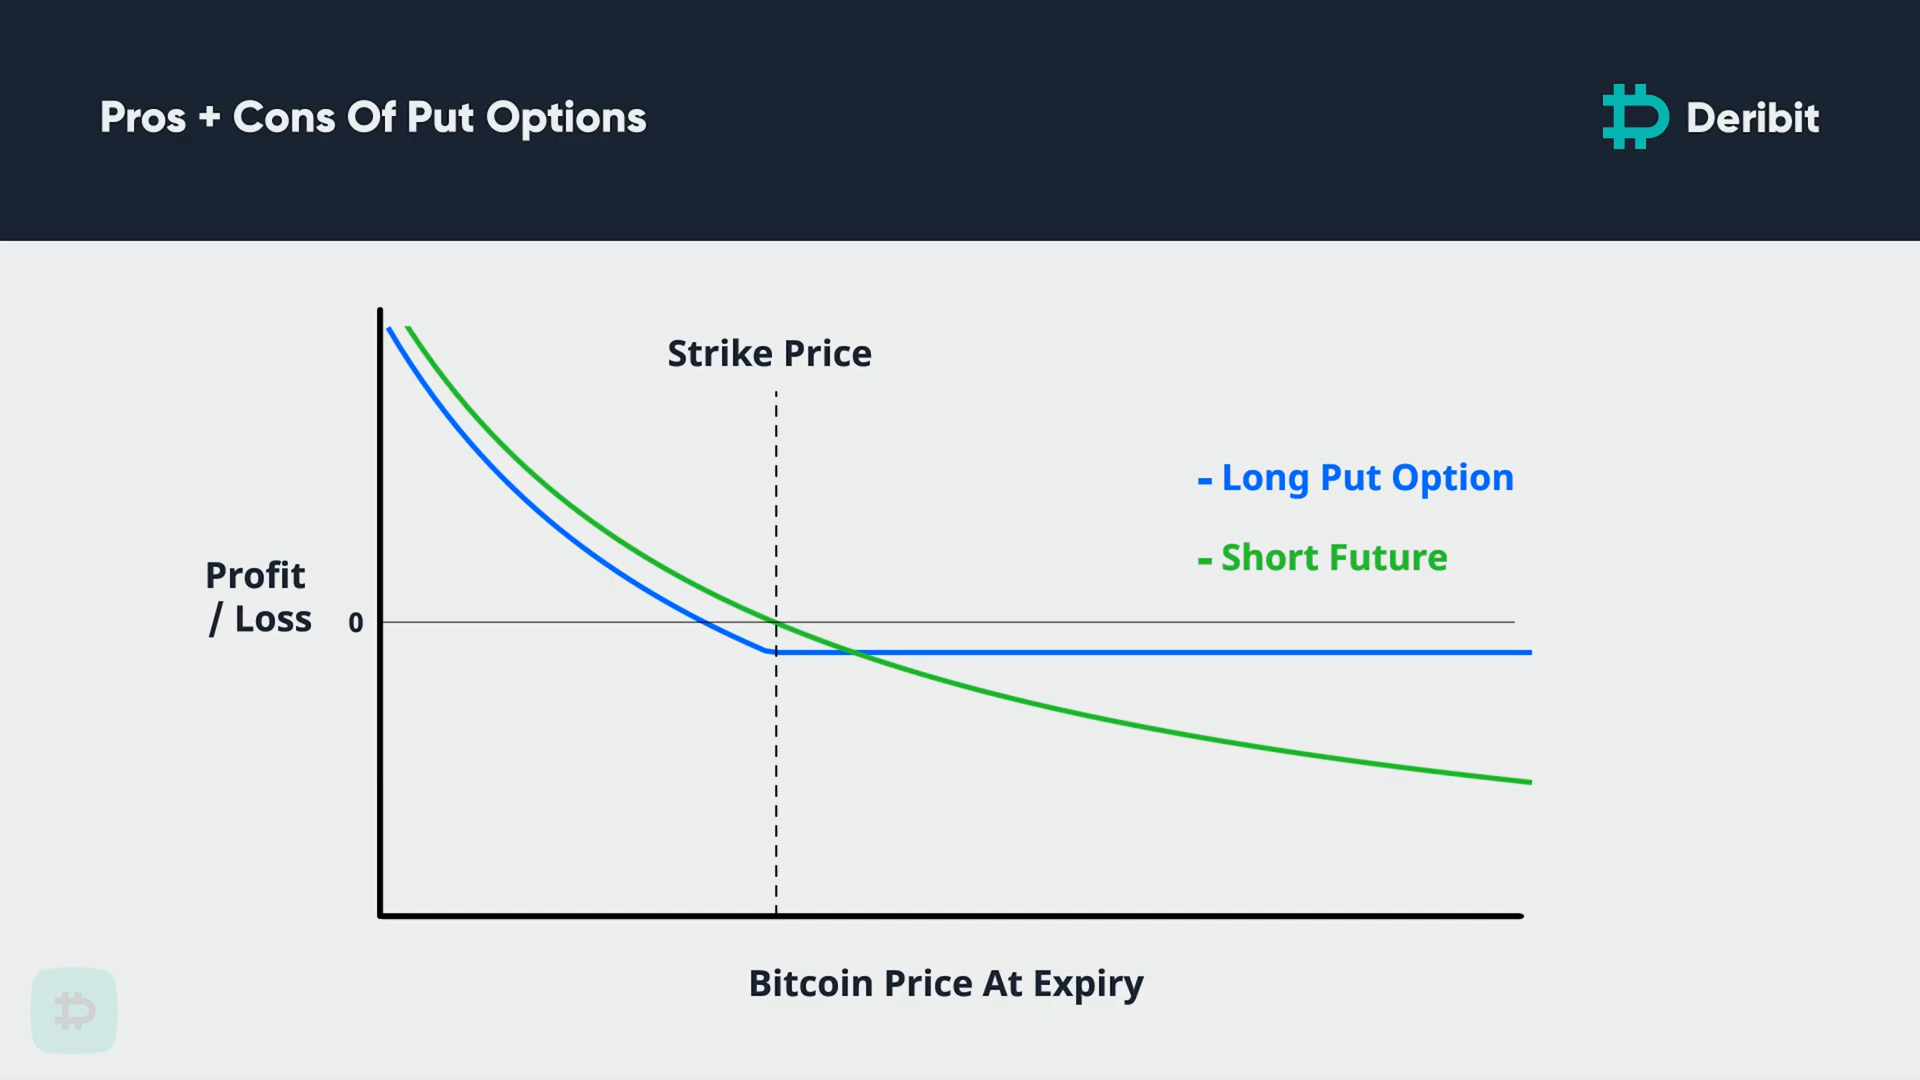 Pros + Cons Of Put Options
Deribit
Strike Price
- Long Put Option
- Short Future
Profit
/ Loss
0
Bitcoin Price At Expiry